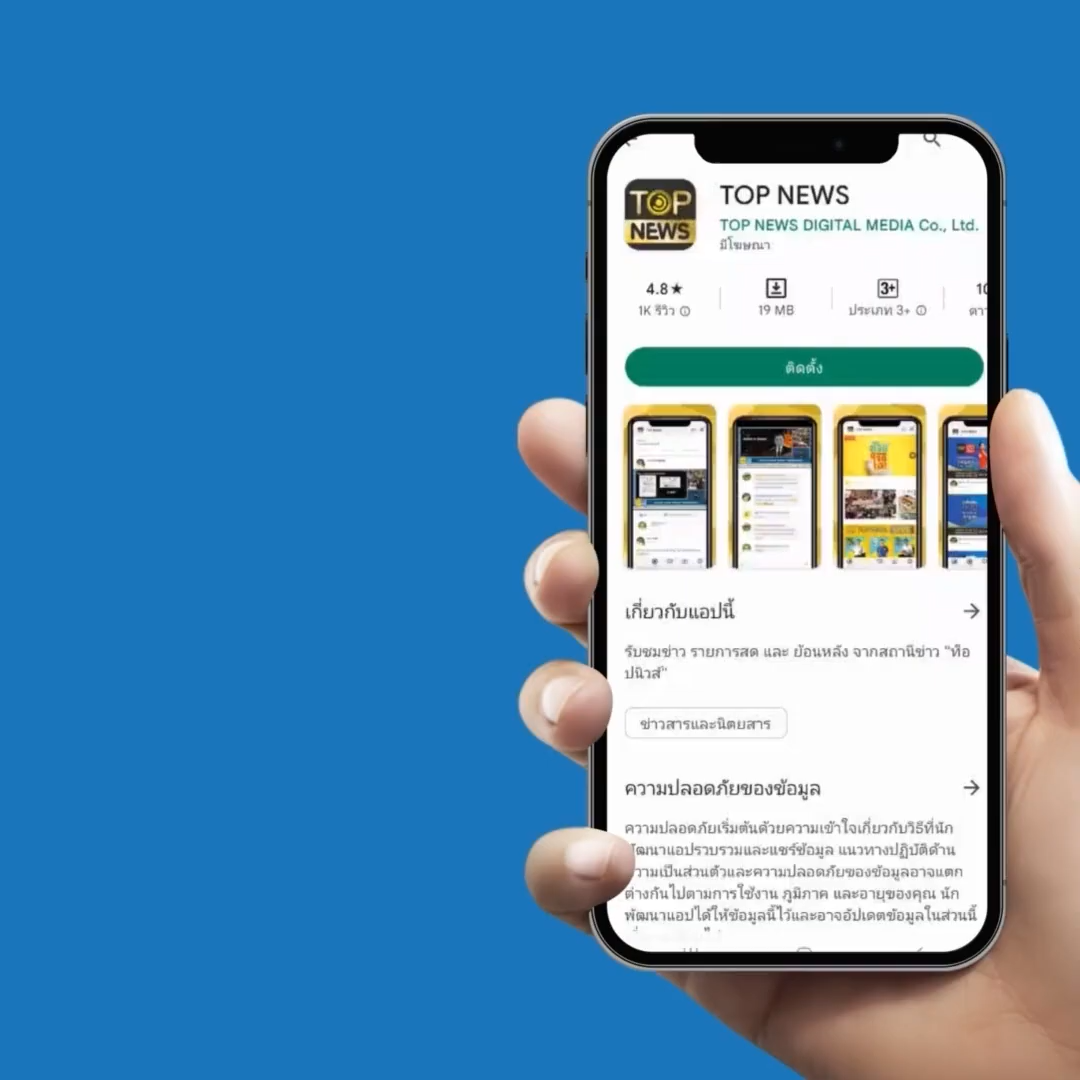 TOP
NEWS
TOP NEWS
TOP NEWS DIGITAL MEDIA Co., Ltd.
มีโฆษณา
4.8★
1K รีวิว
19 MB
3+
ประเภท 3+
10
ติดตั้ง
เกี่ยวกับแอปนี้
รับชมข่าว รายการสด และ ย้อนหลัง จากสถานีข่าว "ท็อ
ปนิวส์"
ข่าวสารและนิตยสาร
ความปลอดภัยของข้อมูล
ความปลอดภัยเริ่มต้นด้วยความเข้าใจเกี่ยวกับวิธีที่นัก
พัฒนาแอปรวบรวมและแชร์ข้อมูล แนวทางปฏิบัติด้าน
ความเป็นส่วนตัวและความปลอดภัยของข้อมูลอาจแตก
ต่างกันไปตามการใช้งาน ภูมิภาค และอายุของคุณ นัก
พัฒนาแอปได้ให้ข้อมูลนี้ไว้และอาจอัปเดตข้อมูลในส่วนนี้